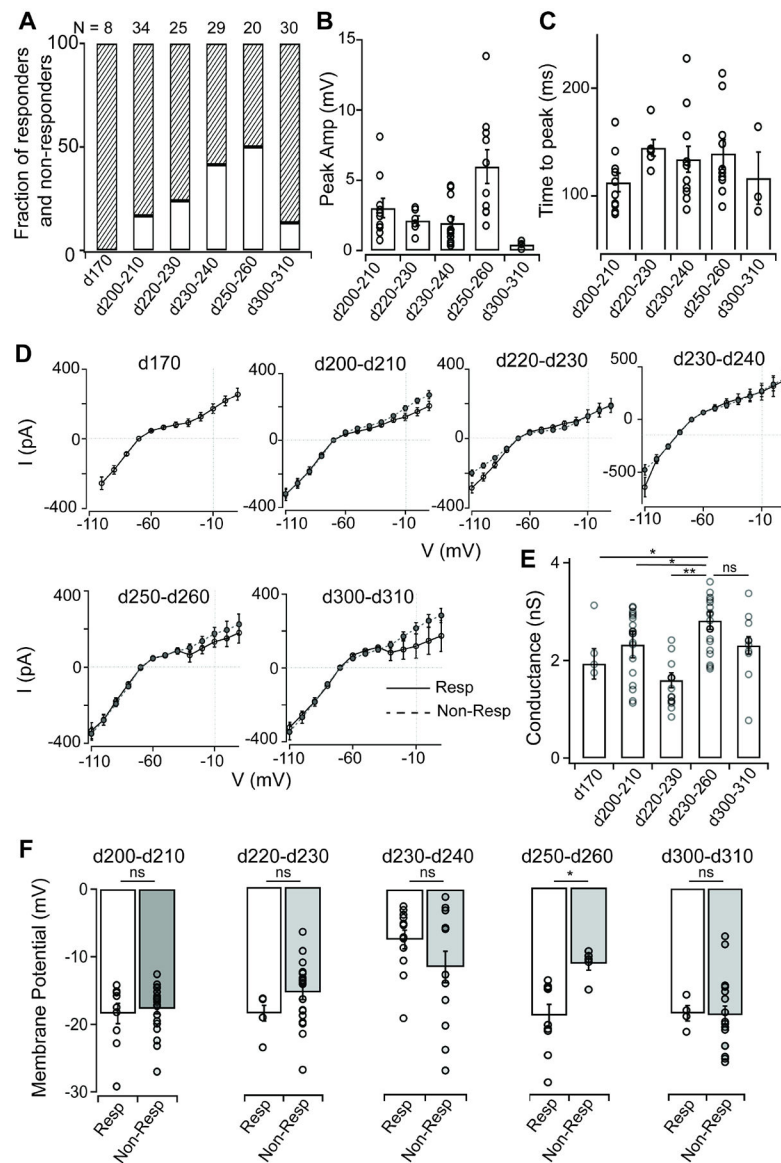 A
N = 8 34 25 29 20 30
Fraction of responders
and non-responders
100
50
0
d170
d200-210
d220-230
d230-240
d250-260
d300-310
B
Peak Amp (mV)
15
10
5
0
d200-210
d220-230
d230-240
d250-260
d300-310
C
Time to peak (ms)
200
100
d200-210
d220-230
d230-240
d250-260
d300-310
D
I (pA)
d170
400
0
-400
-110 -60 -10
d200-d210
400
0
-400
-110 -60 -10
d220-d230
400
0
-400
-110 -60 -10
d230-d240
500
0
-500
-110 -60 -10
V (mV)
I (pA)
d250-d260
400
0
-400
-110 -60 -10
d300-d310
400
0
-400
-110 -60 -10
V (mV)
Resp
Non-Resp
E
Conductance (nS)
4
2
0
*
*
**
ns
d170
d200-210
d220-230
d230-260
d300-310
F
Membrane Potential (mV)
0
-10
-20
-30
d200-d210
ns
Resp
Non-Resp
d220-d230
ns
Resp
Non-Resp
d230-d240
ns
Resp
Non-Resp
d250-d260
*
Resp
Non-Resp
d300-d310
ns
Resp
Non-Resp